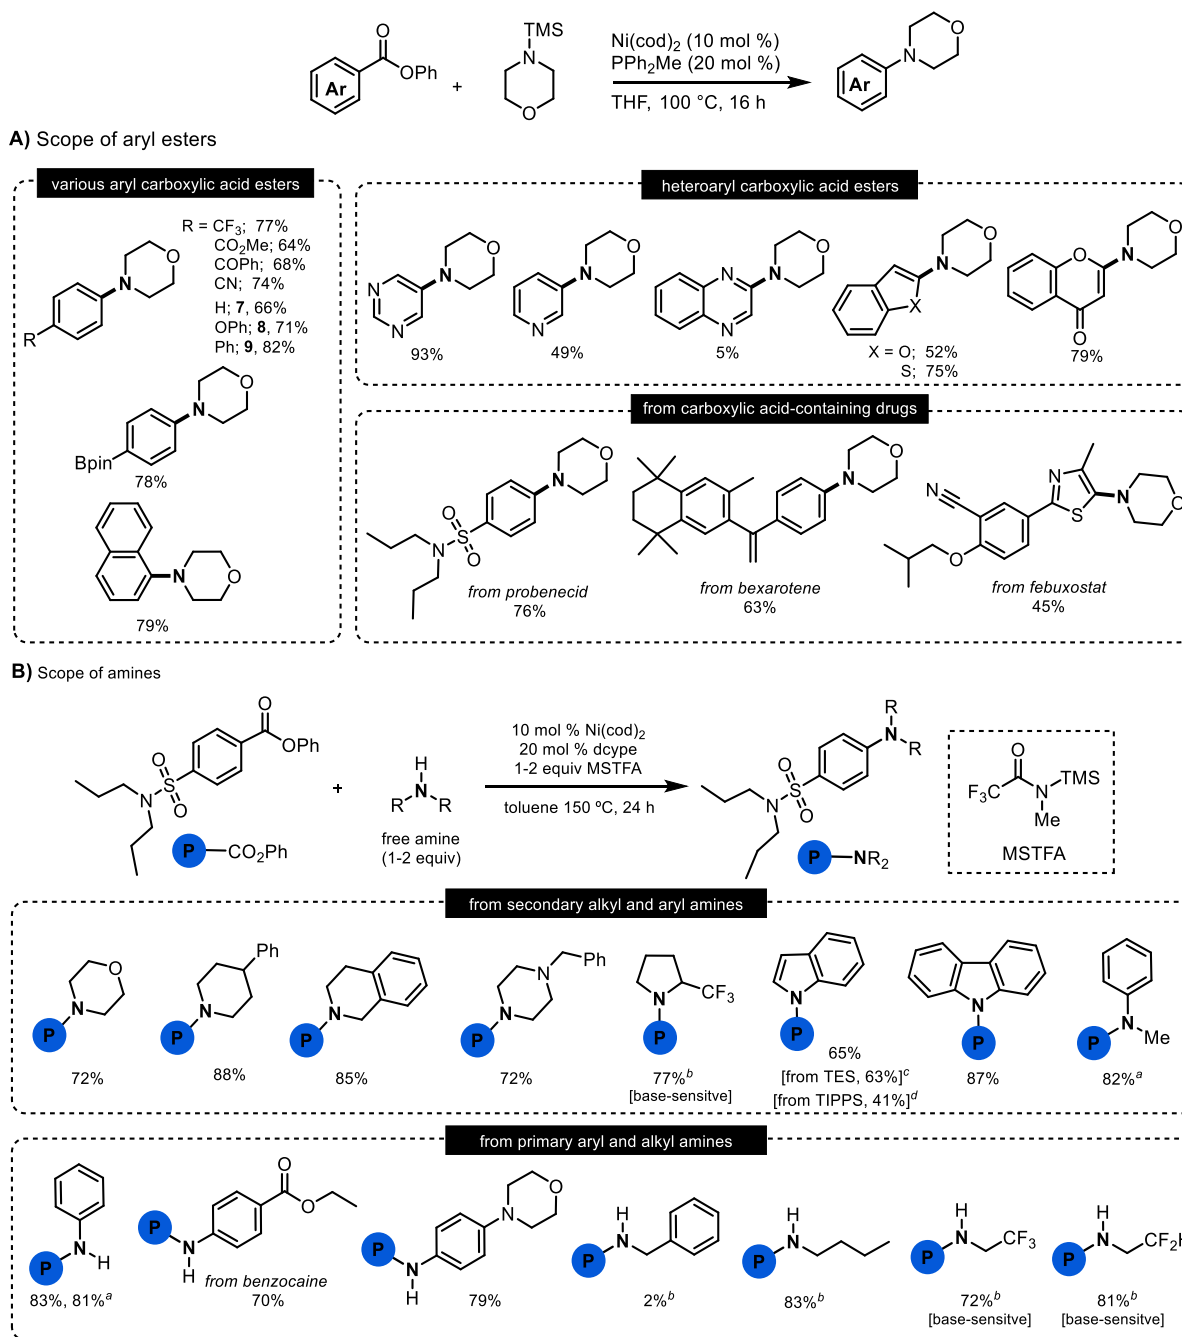 TMS
O
OPh
N
O
Ar
+
Ni(cod)2 (10 mol %)
PPh2Me (20 mol %)
THF, 100 °C, 16 h
O
N
Ar
A) Scope of aryl esters
various aryl carboxylic acid esters
R = CF3; 77%
CO2Me; 64%
COPh; 68%
CN; 74%
H; 7, 66%
OPh; 8, 71%
Ph; 9, 82%
O
N
R
O
N
Bpin
78%
N
O
79%
heteroaryl carboxylic acid esters
O
N
N
N
93%
O
N
N
49%
O
N
N
N
5%
O
N
X
X = O; 52%
S; 75%
O
N
O
O
79%
from carboxylic acid-containing drugs
O
N
O
S
N
O
from probenecid
76%
O
N
from bexarotene
63%
Me
N
N
N
O
S
O
from febuxostat
45%
B) Scope of amines
O
OPh
O
S
N
O
P
CO2Ph
+
H
N
R
R
free amine
(1-2 equiv)
10 mol % Ni(cod)2
20 mol % dcype
1-2 equiv MSTFA
toluene 150 ºC, 24 h
R
N
R
O
S
N
O
P
NR2
O
TMS
F3C
N
Me
MSTFA
from secondary alkyl and aryl amines
O
N
P
72%
Ph
N
P
88%
N
P
85%
N
Ph
N
P
72%
N
CF3
P
77%b
[base-sensitve]
N
P
65%
[from TES, 63%]c
[from TIPPS, 41%]d
N
P
87%
P
N
Me
82%a
from primary aryl and alkyl amines
N
H
P
83%, 81%a
O
O
P
N
H
from benzocaine
70%
O
N
P
N
H
79%
H
N
P
2%b
H
N
P
83%b
H
N
CF3
P
72%b
[base-sensitve]
H
N
P
81%b
[base-sensitve]